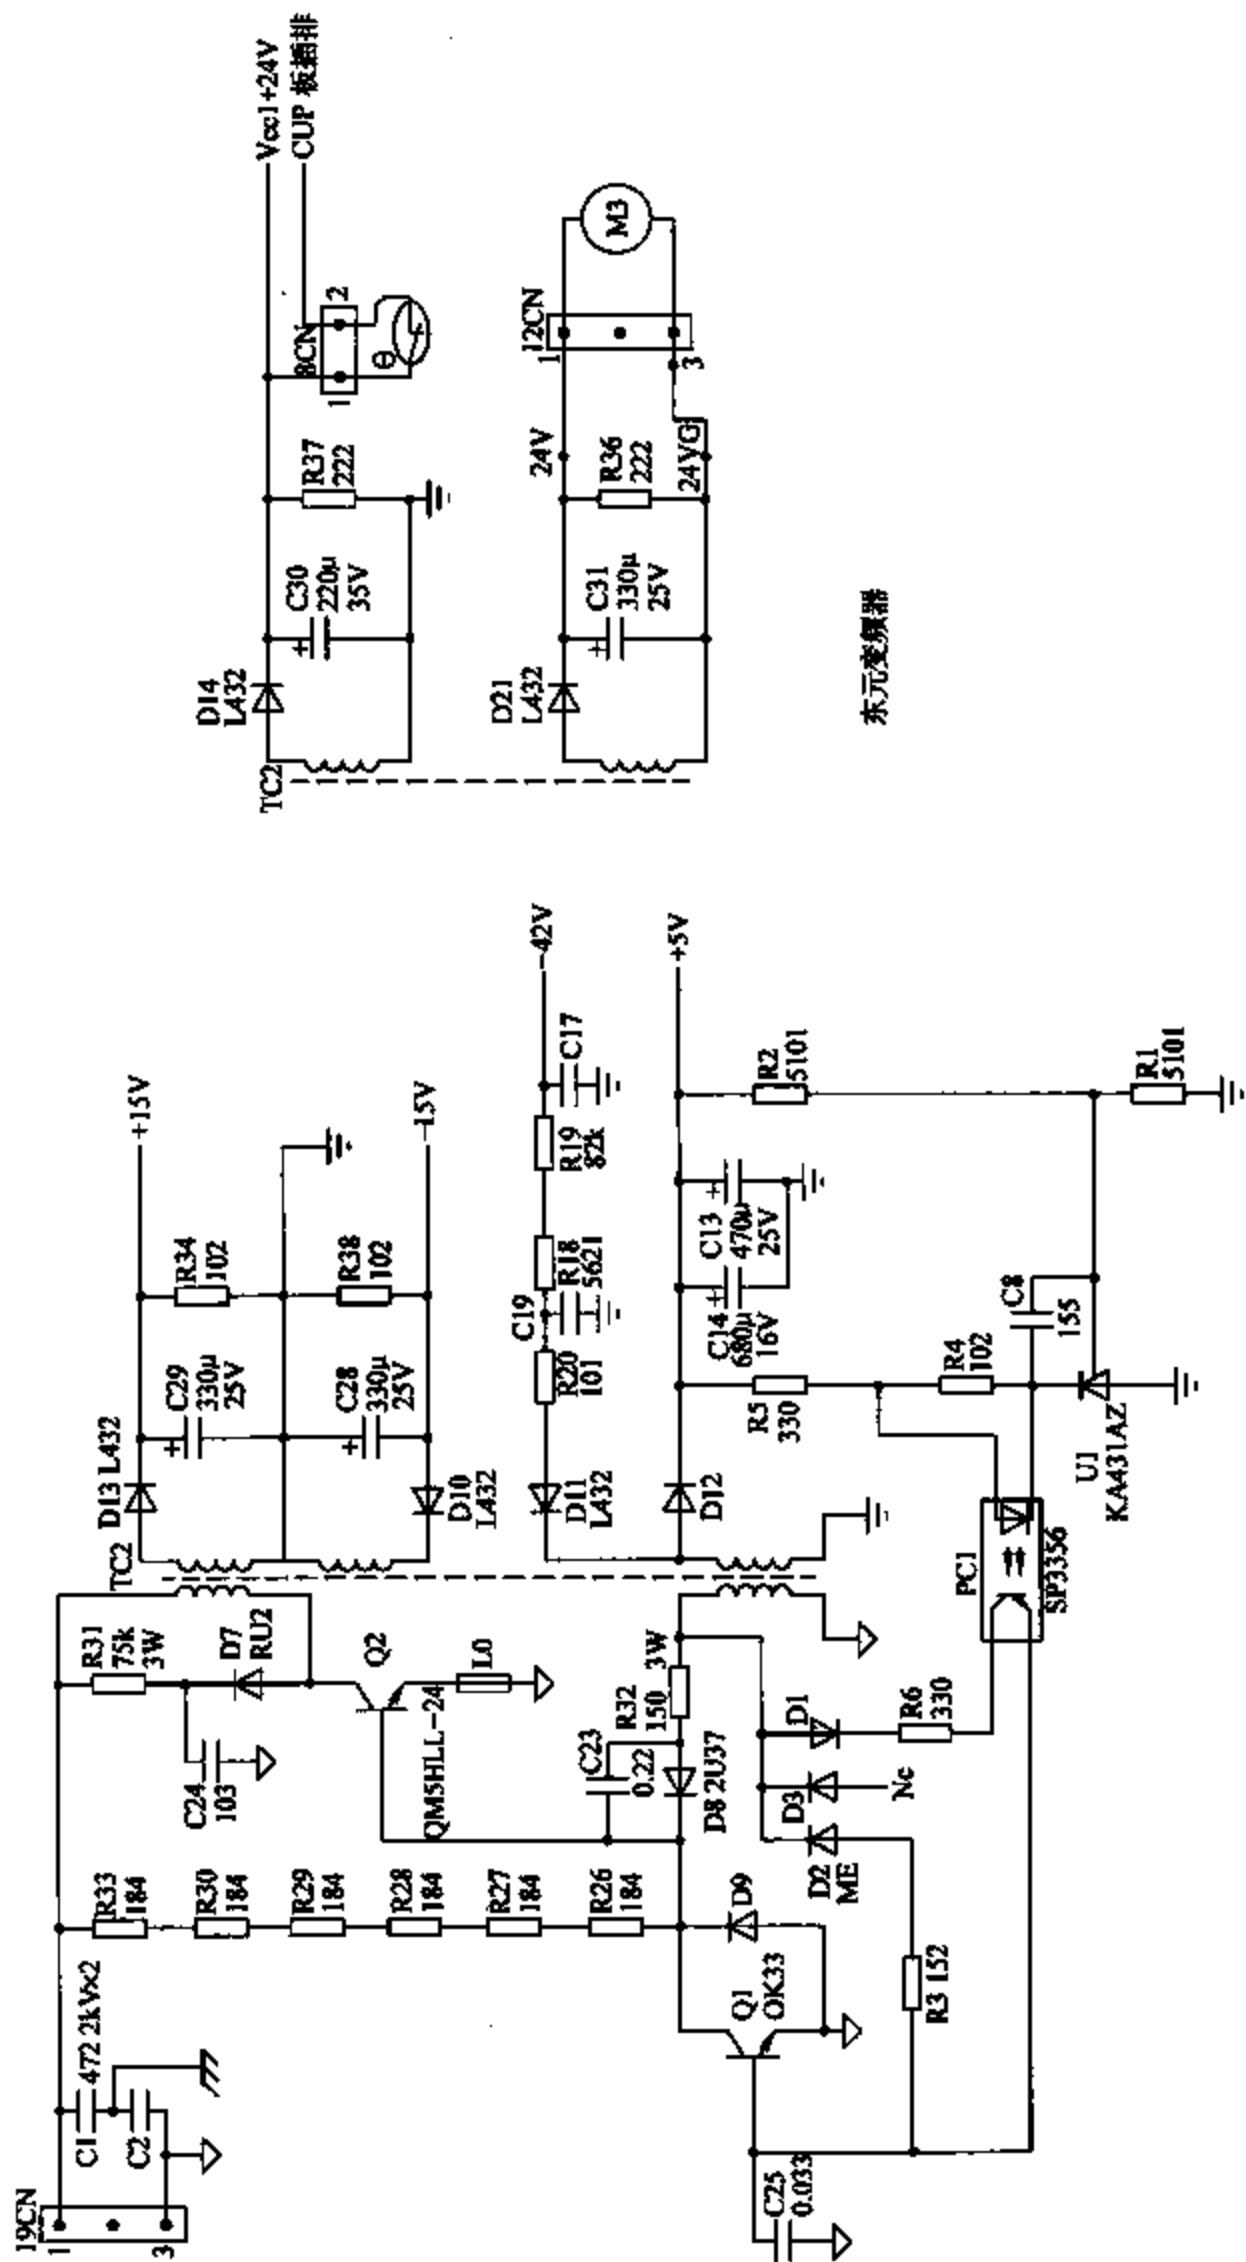 19CN
1
3
C1
472 2kV×2
C2
R33
184
R30
184
R29
184
R28
184
R27
184
R26
184
R31
75k
3W
C24
103
D7
RU2
Q2
QM5HLL-24
L0
C23
0.22
R32
150
3W
D8 2U37
D9
Q1
OK33
C25
0.033
R3 152
D2
ME
D3
Nc
D1
R6
330
PC1
SP3356
TC2
D13 L432
C29
330μ
25V
R34
102
+15V
C28
330μ
25V
R38
102
D10
L432
-15V
D11
L432
R20
101
C19
R18
5621
R19
82k
C17
-42V
D12
+5V
C14
680μ
16V
C13
470μ
25V
R5
330
R4
102
C8
155
U1
KA431AZ
R2
5101
R1
5101
TC2
D14
L432
C30
220μ
35V
R37
222
8CN
1
2
θ
Vcc1+24V
CUP 板插排
D21
L432
C31
330μ
25V
R36
222
24V
24VG
12CN
1
3
M3
东元变频器